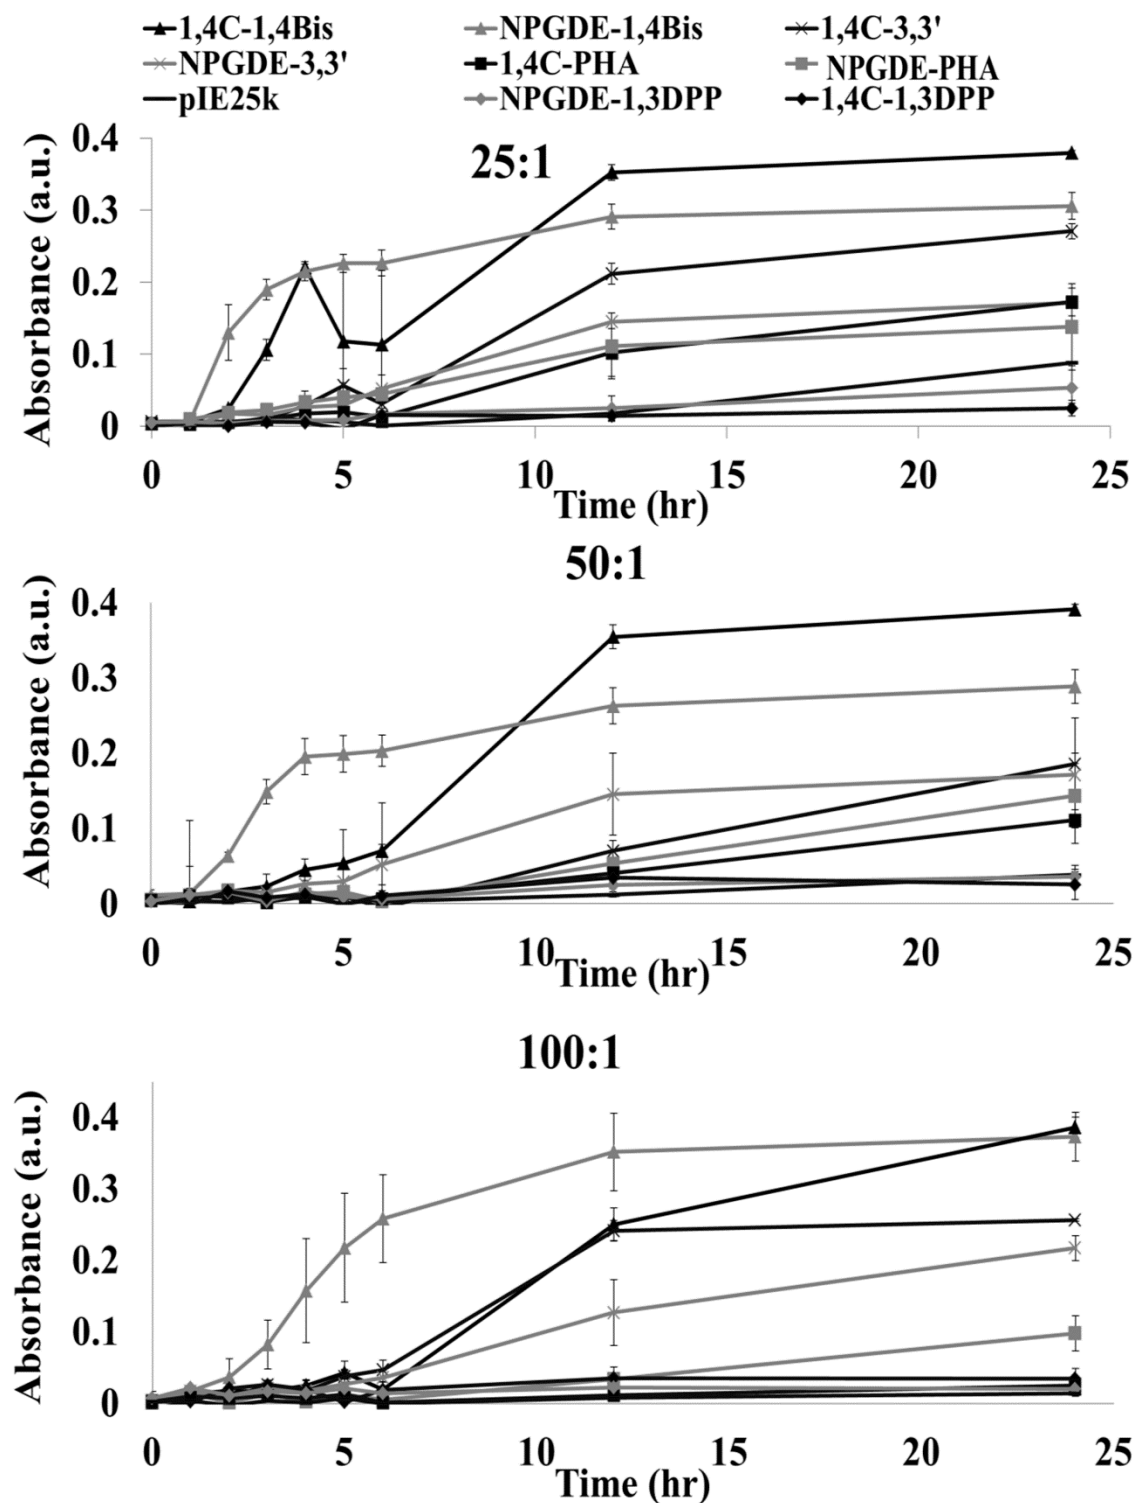 1,4C-1,4Bis NPGDE-1,4Bis 1,4C-3,3'
NPGDE-3,3' 1,4C-PHA NPGDE-PHA
pIE25k NPGDE-1,3DPP 1,4C-1,3DPP
25:1
Absorbance (a.u.)
0.4
0.3
0.2
0.1
0
0 5 10 15 20 25
Time (hr)
50:1
Absorbance (a.u.)
0.4
0.3
0.2
0.1
0
0 5 10 15 20 25
Time (hr)
100:1
Absorbance (a.u.)
0.4
0.3
0.2
0.1
0
0 5 10 15 20 25
Time (hr)